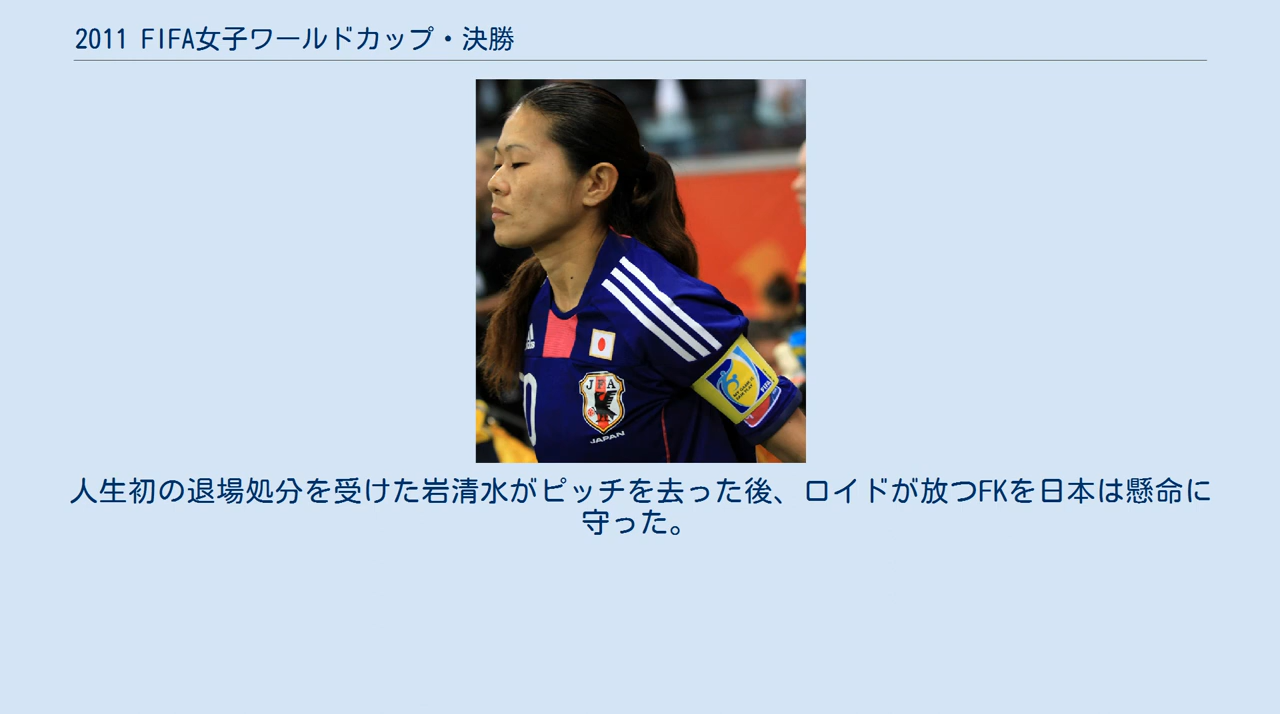 2011 FIFA女子ワールドカップ・決勝
JFA
JAPAN
FIFA
人生初の退場処分を受けた岩清水がピッチを去った後、ロイドが放つFKを日本は懸命に
守った。